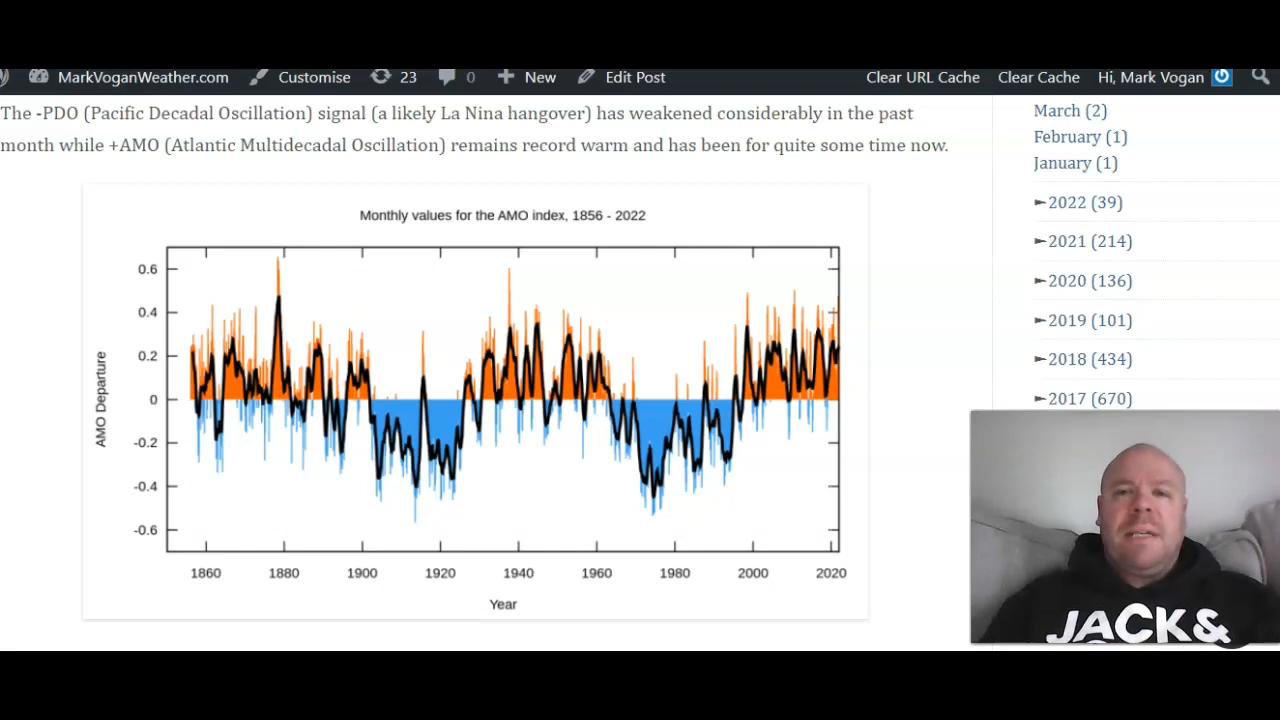 MarkVoganWeather.com Customise 23 0 New Edit Post Clear URL Cache Clear Cache Hi, Mark Vogan
The -PDO (Pacific Decadal Oscillation) signal (a likely La Nina hangover) has weakened considerably in the past
month while +AMO (Atlantic Multidecadal Oscillation) remains record warm and has been for quite some time now.
Monthly values for the AMO index, 1856 - 2022
AMO Departure
0.6
0.4
0.2
0
-0.2
-0.4
-0.6
1860 1880 1900 1920 1940 1960 1980 2000 2020
Year
March (2)
February (1)
January (1)
►2022 (39)
►2021 (214)
►2020 (136)
►2019 (101)
►2018 (434)
►2017 (670)
JACK&